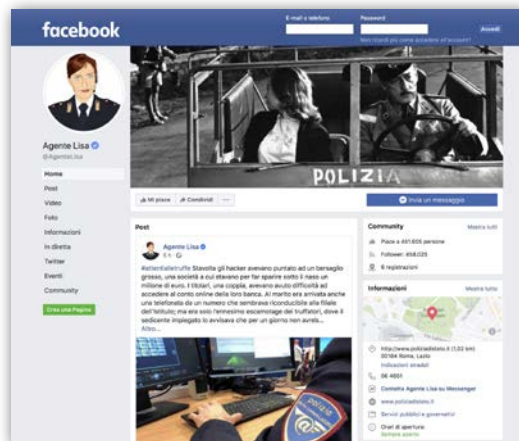 facebook
E-mail o telefono
Password
Accedi
Non ricordi più come accedere all'account?
POLIZIA
Agente Lisa
@AgenteLisa
Home
Post
Video
Foto
Informazioni
In diretta
Twitter
Eventi
Community
Crea una Pagina
Mi piace
Condividi
Invia un messaggio
Post
Agente Lisa
5 h
#attentialletruffe Stavolta gli hacker avevano puntato ad un bersaglio
grosso, una società a cui stavano per far sparire sotto il naso un
milione di euro. I titolari, una coppia, avevano avuto difficoltà ad
accedere al conto online della loro banca. Al marito era arrivata anche
una telefonata da un numero che sembrava riconducibile alla filiale
dell'istituto; ma era solo l'ennesimo escamotage dei truffatori, dove il
sedicente impiegato lo avvisava che per un giorno non avreb...
Altro...
polizia
Community
Mostra tutti
Piace a 451.605 persone
Follower: 458.025
6 registrazioni
Informazioni
Mostra tutto
http://www.poliziadistato.it (1,02 km)
00184 Roma, Lazio
Indicazioni stradali
06 4651
Contatta Agente Lisa su Messenger
www.poliziadistato.it
Servizi pubblici e governativi
Orari di apertura:
Sempre aperto